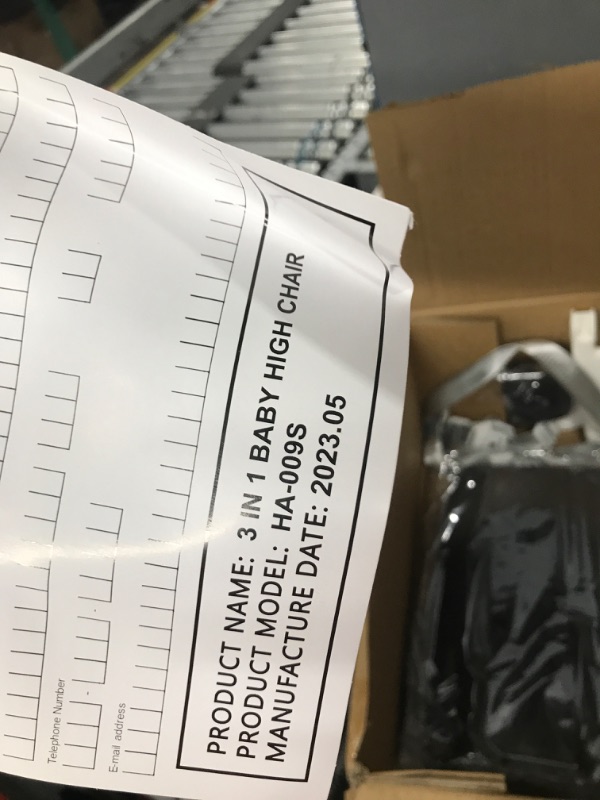 Telephone Number
E-mail address
PRODUCT NAME: 3 IN 1 BABY HIGH CHAIR
PRODUCT MODEL: HA-009S
MANUFACTURE DATE: 2023.05